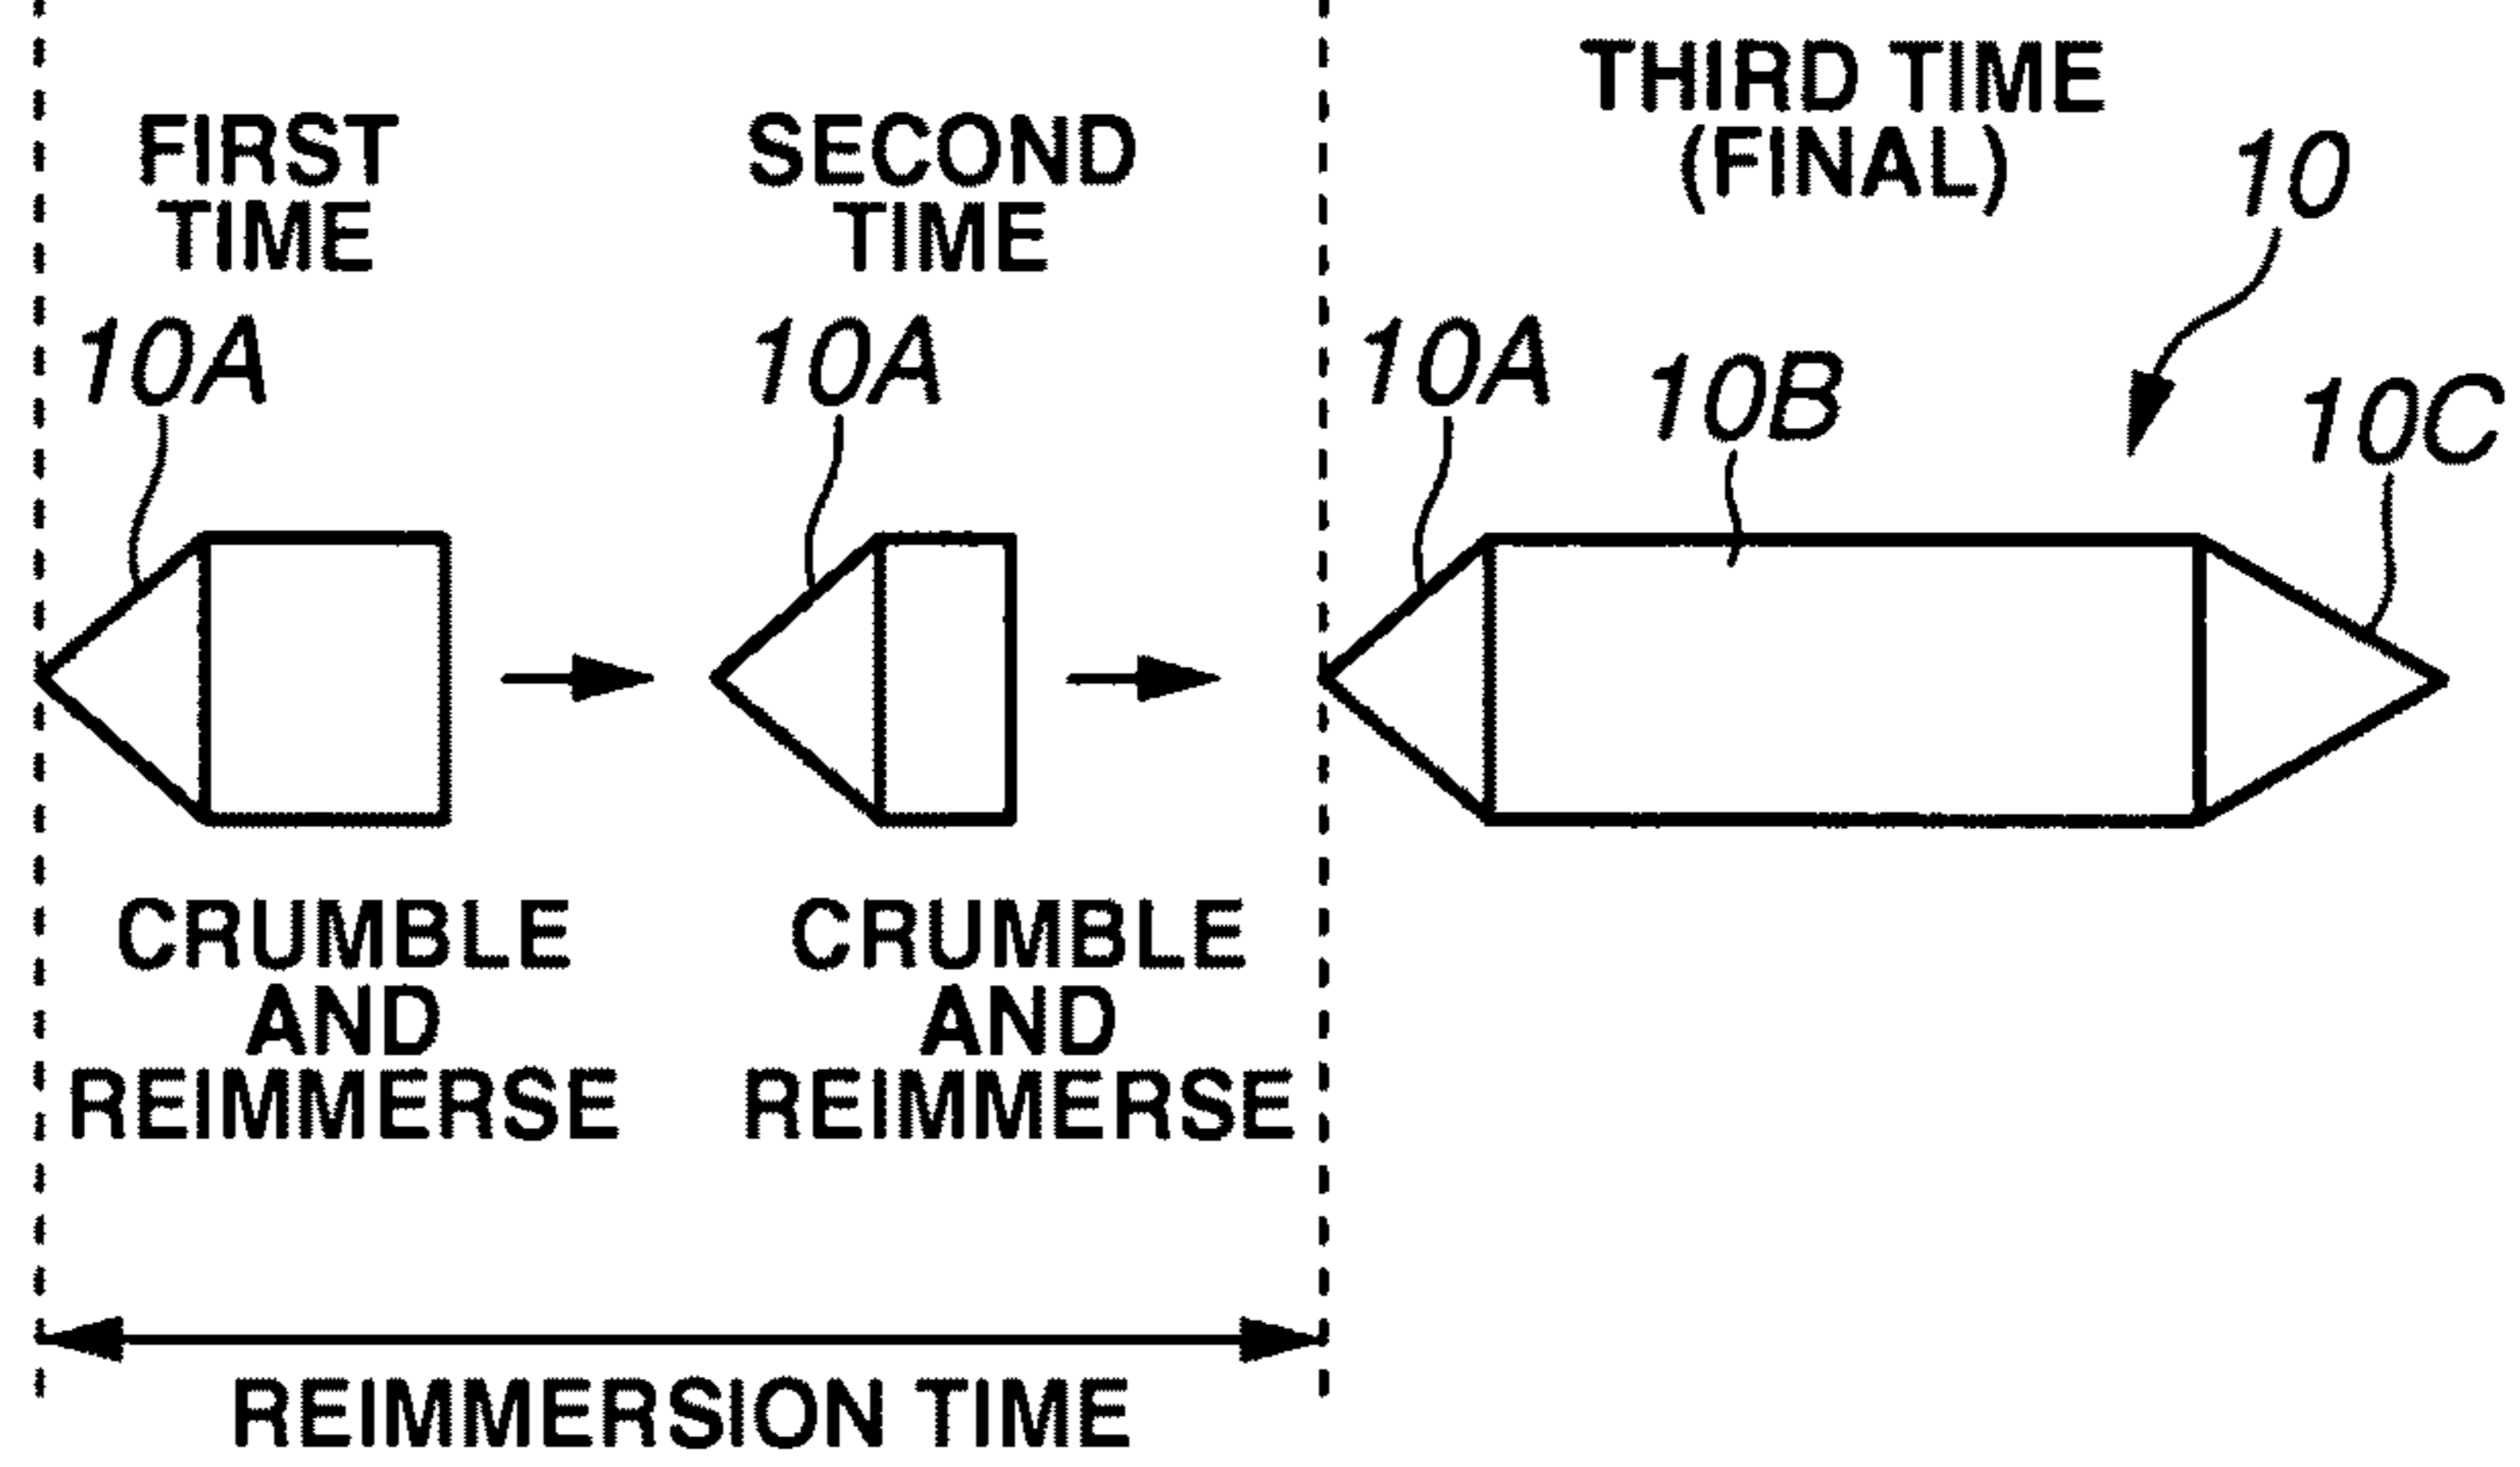 FIRST
TIME
10A
SECOND
TIME
10A
THIRD TIME
(FINAL)
10
10A
10B
10C
CRUMBLE
AND
REIMMERSE
CRUMBLE
AND
REIMMERSE
REIMMERSION TIME